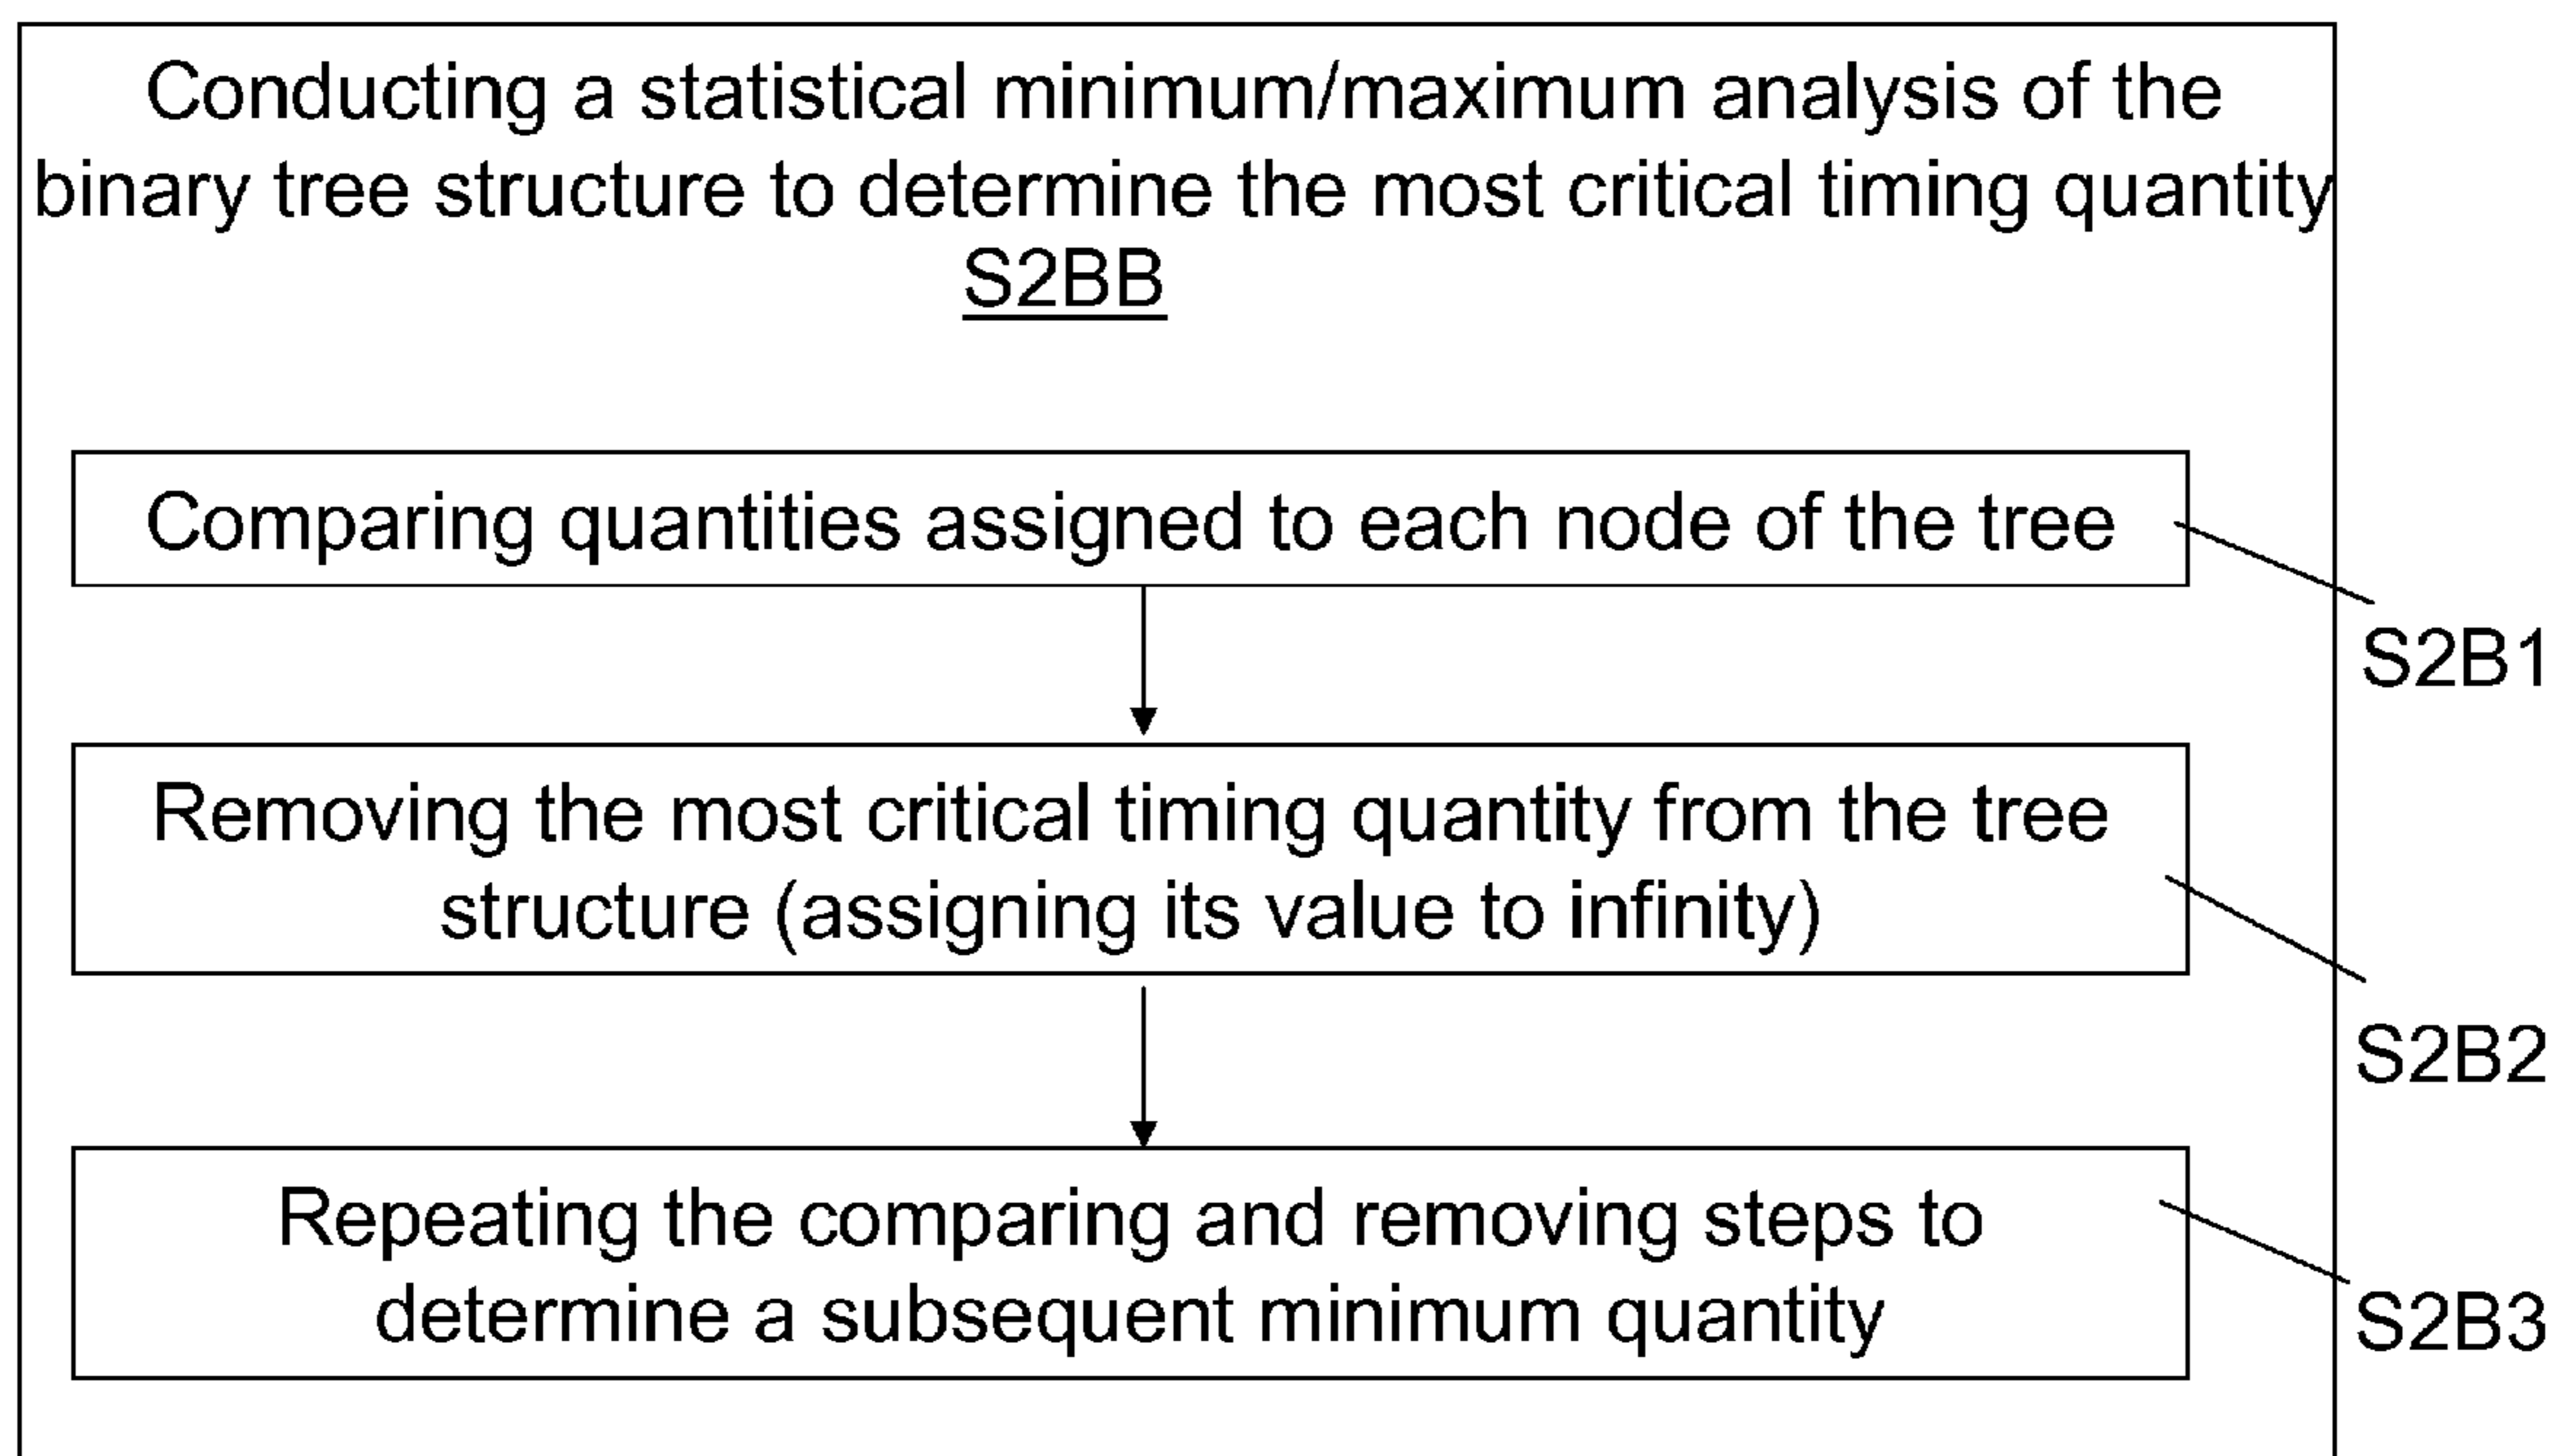 Conducting a statistical minimum/maximum analysis of the
binary tree structure to determine the most critical timing quantity
S2BB
Comparing quantities assigned to each node of the tree
S2B1
Removing the most critical timing quantity from the tree
structure (assigning its value to infinity)
S2B2
Repeating the comparing and removing steps to
determine a subsequent minimum quantity
S2B3